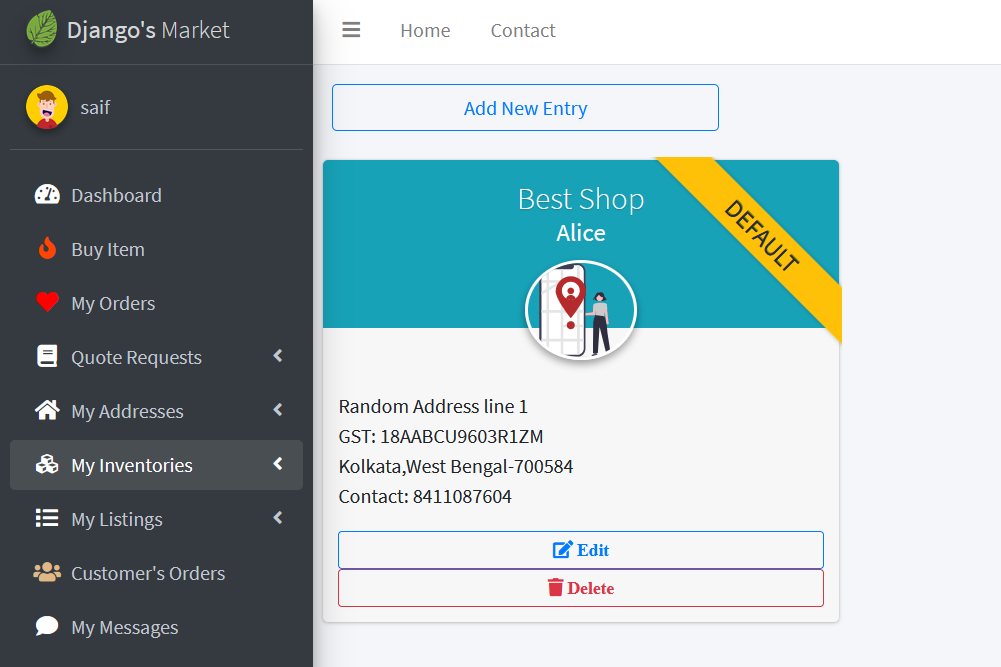 Django's Market
saif
Dashboard
Buy Item
My Orders
Quote Requests
My Addresses
My Inventories
My Listings
Customer's Orders
My Messages
Home
Contact
Add New Entry
Best Shop
Alice
DEFAULT
Random Address line 1
GST: 18AABCU9603R1ZM
Kolkata,West Bengal-700584
Contact: 8411087604
Edit
Delete